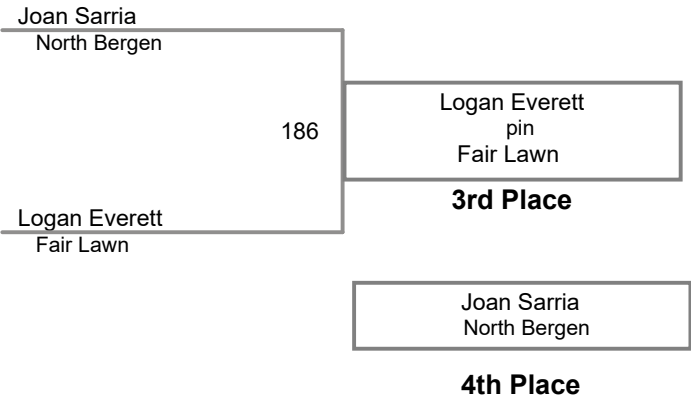 Joan Sarria
North Bergen
186
Logan Everett
pin
Fair Lawn
3rd Place
Logan Everett
Fair Lawn
Joan Sarria
North Bergen
4th Place